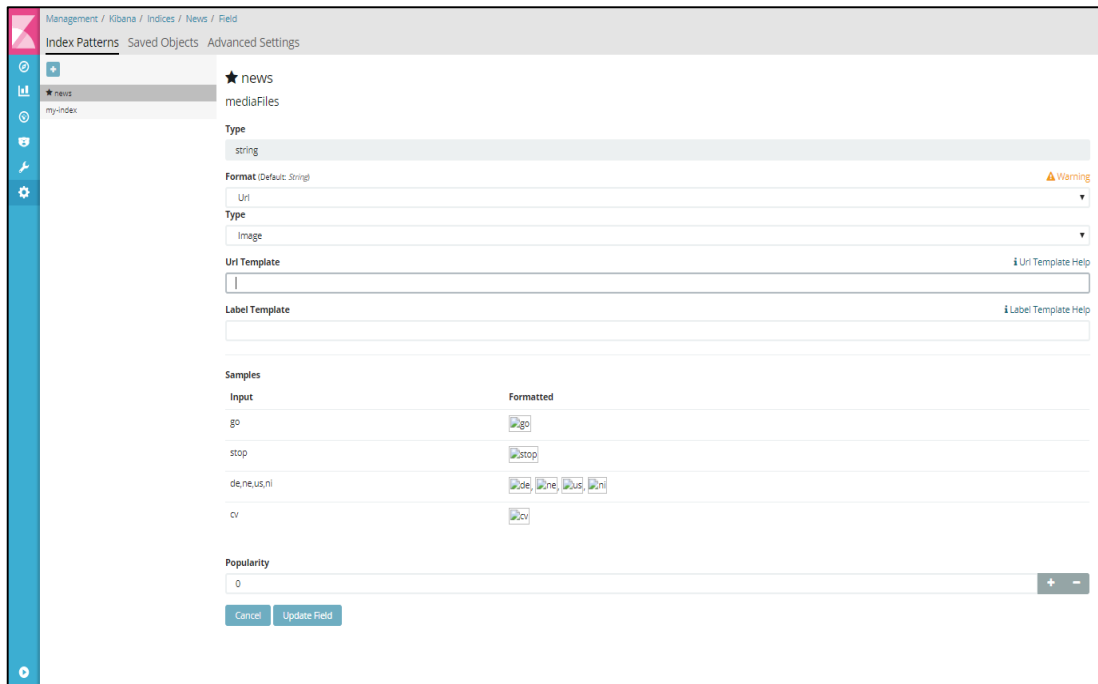 Management / Kibana / Indices / News / Field
Index Patterns Saved Objects Advanced Settings
news
my-index
news
mediaFiles
Type
string
Format (Default: String) Warning
Url
Type
Image
Url Template Url Template Help
Label Template Label Template Help
Samples
Input Formatted
go go
stop stop
de,ne,us,ni de, ne, us, ni
cv cv
Popularity
0
Cancel Update Field